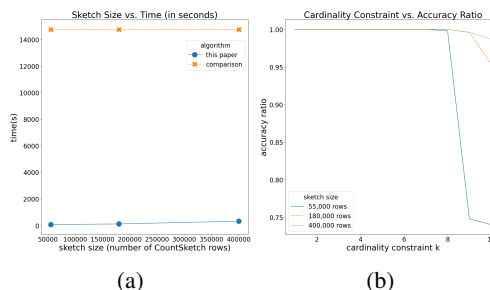 Sketch Size vs. Time (in seconds)
14000
12000
10000
8000
6000
4000
2000
0
time(s)
algorithm
this paper
comparison
50000 100000 150000 200000 250000 300000 350000 400000
sketch size (number of CountSketch rows)
(a)
Cardinality Constraint vs. Accuracy Ratio
1.00
0.95
0.90
0.85
0.80
0.75
accuracy ratio
sketch size
55,000 rows
180,000 rows
400,000 rows
2 4 6 8
cardinality constraint k
(b)